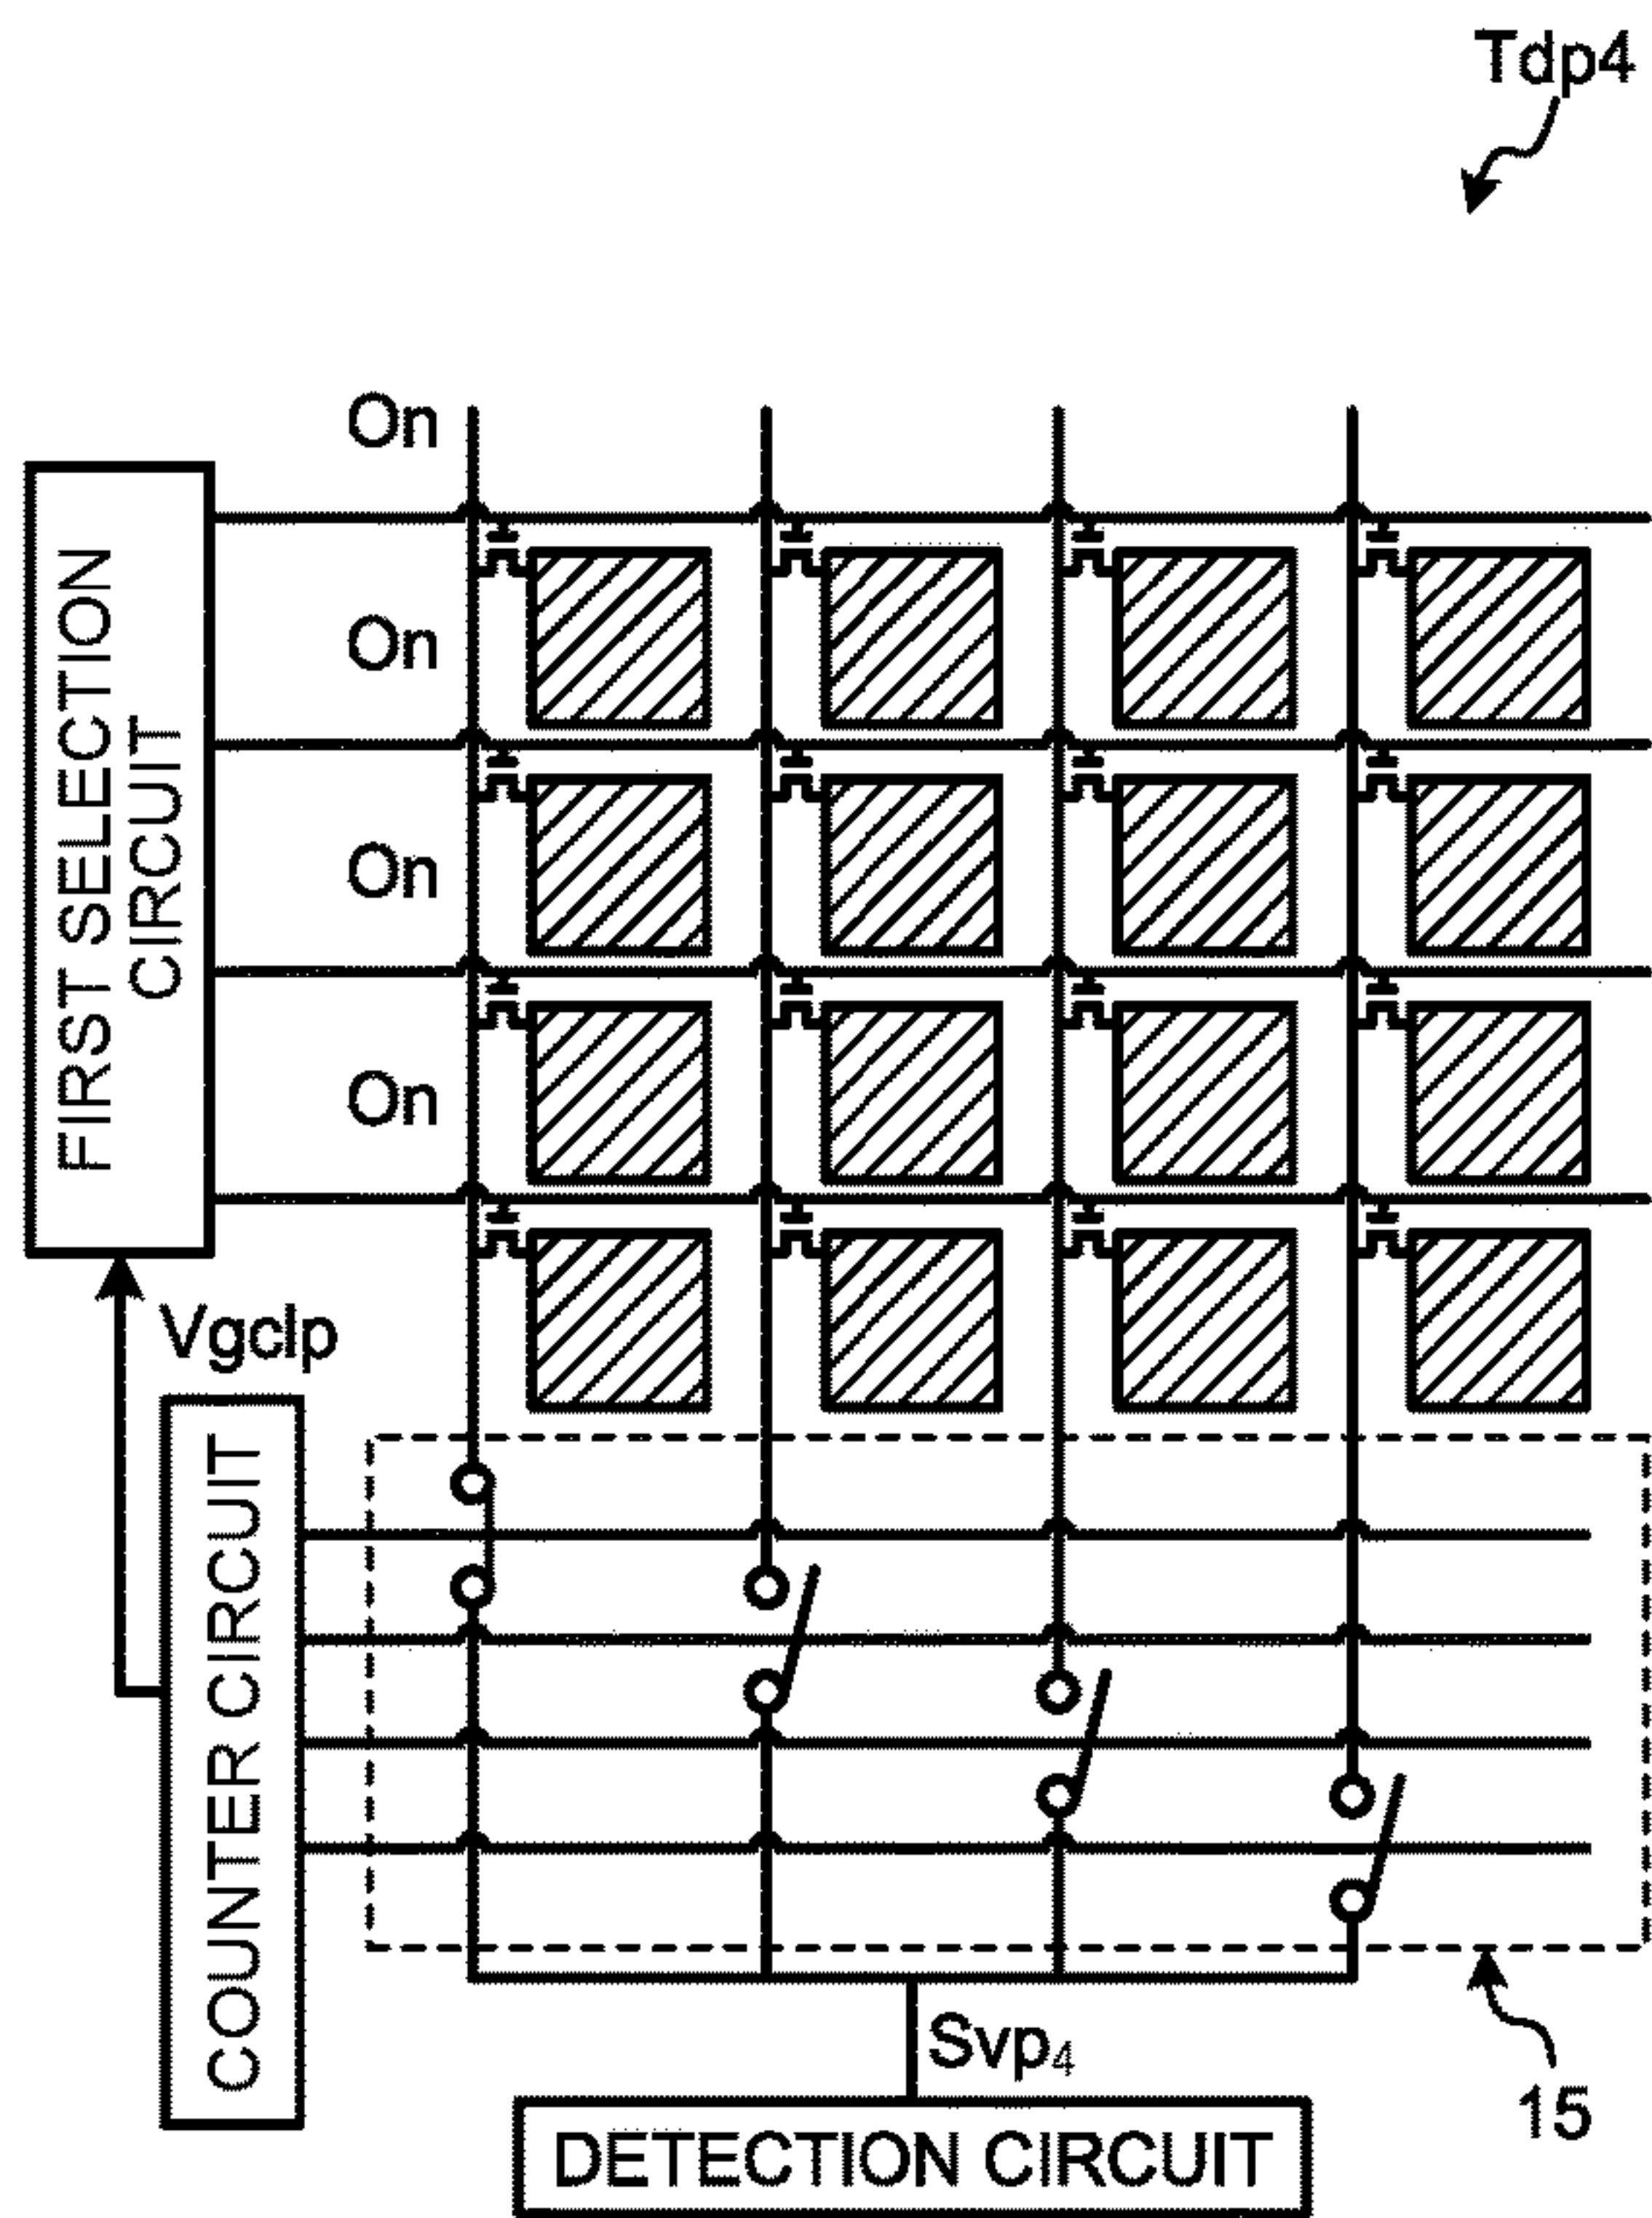 Tdp4
On
On
On
On
FIRST SELECTION
CIRCUIT
Vgclp
COUNTER CIRCUIT
Svp4
15
DETECTION CIRCUIT